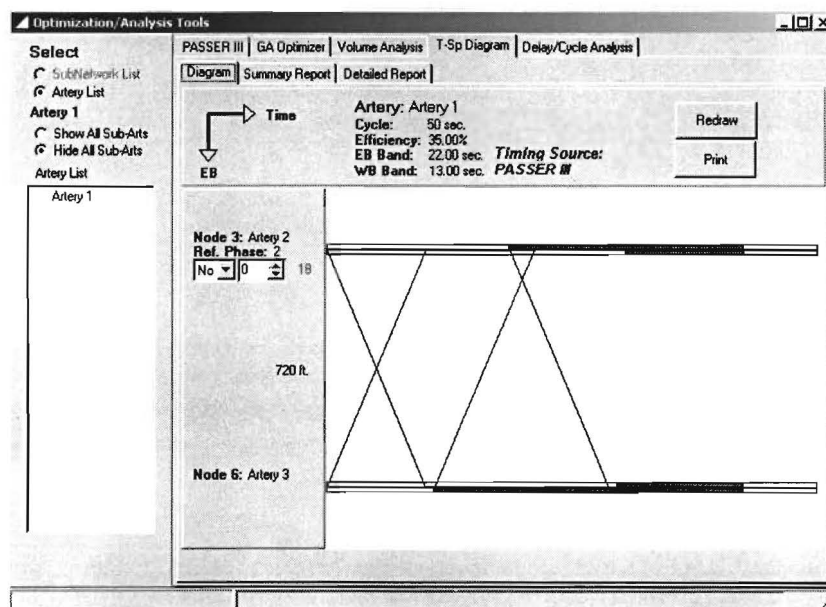 Optimization/Analysis Tools
Select
SubNetwork List
Artery List
Artery 1
Show All Sub-Arts
Hide All Sub-Arts
Artery List
Artery 1
PASSER III GA Optimizer Volume Analysis T-Sp Diagram Delay/Cycle Analysis
Diagram Summary Report Detailed Report
Time
EB
Artery: Artery 1
Cycle: 50 sec.
Efficiency: 35.00%
EB Band: 22.00 sec. Timing Source:
WB Band: 13.00 sec. PASSER III
Redraw
Print
Node 3: Artery 2
Ref. Phase: 2
No 0 18
720 ft.
Node 6: Artery 3